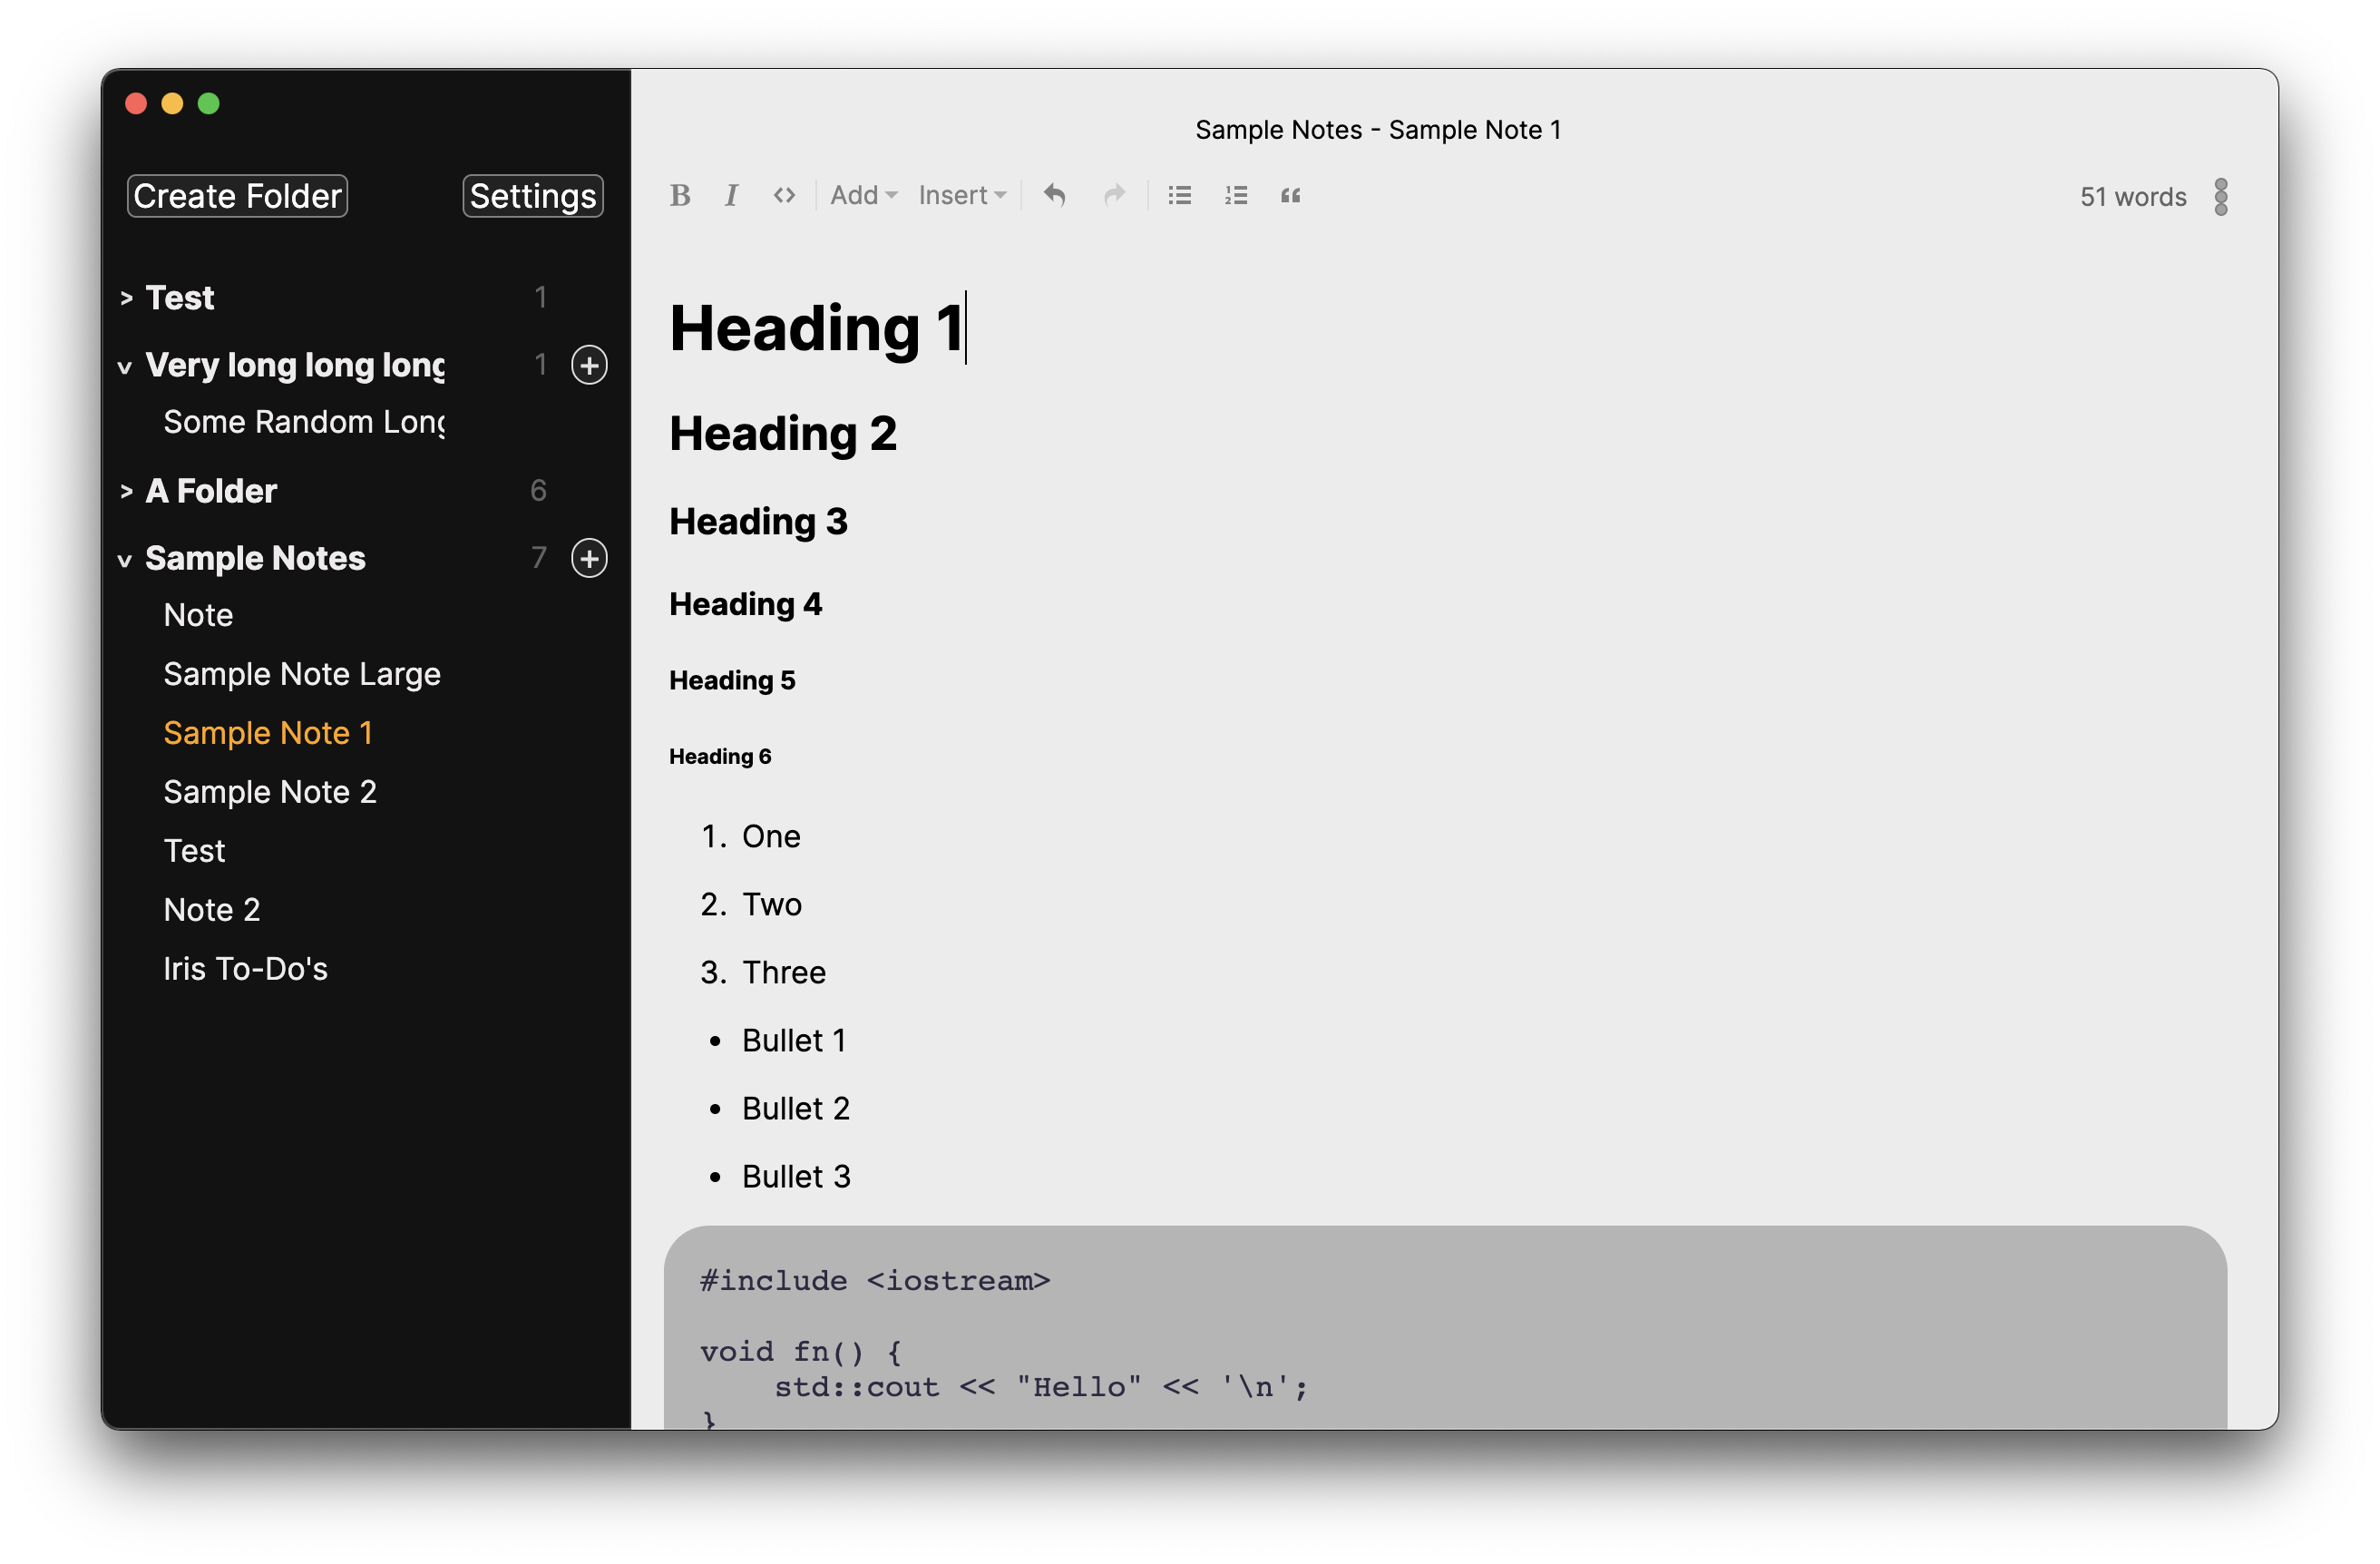 Create Folder Settings
> Test 1
v Very long long long 1 +
Some Random Long
> A Folder 6
v Sample Notes 7 +
Note
Sample Note Large
Sample Note 1
Sample Note 2
Test
Note 2
Iris To-Do's
Sample Notes - Sample Note 1
B I <> Add Insert 51 words
Heading 1
Heading 2
Heading 3
Heading 4
Heading 5
Heading 6
1. One
2. Two
3. Three
• Bullet 1
• Bullet 2
• Bullet 3
#include <iostream>
void fn() {
std::cout << "Hello" << '\n';
}